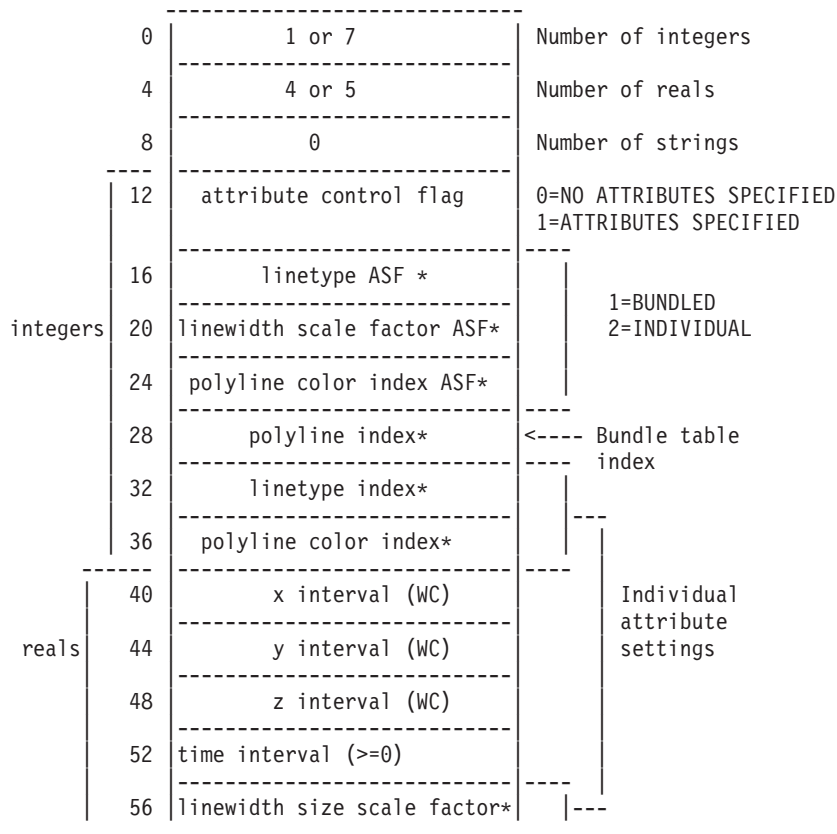 0 1 or 7 Number of integers
4 4 or 5 Number of reals
8 0 Number of strings
12 attribute control flag 0=NO ATTRIBUTES SPECIFIED
1=ATTRIBUTES SPECIFIED
16 linetype ASF *
1=BUNDLED
integers 20 linewidth scale factor ASF* 2=INDIVIDUAL
24 polyline color index ASF*
28 polyline index* <---- Bundle table
index
32 linetype index*
36 polyline color index*
40 x interval (WC) Individual
attribute
reals 44 y interval (WC) settings
48 z interval (WC)
52 time interval (>=0)
56 linewidth size scale factor*